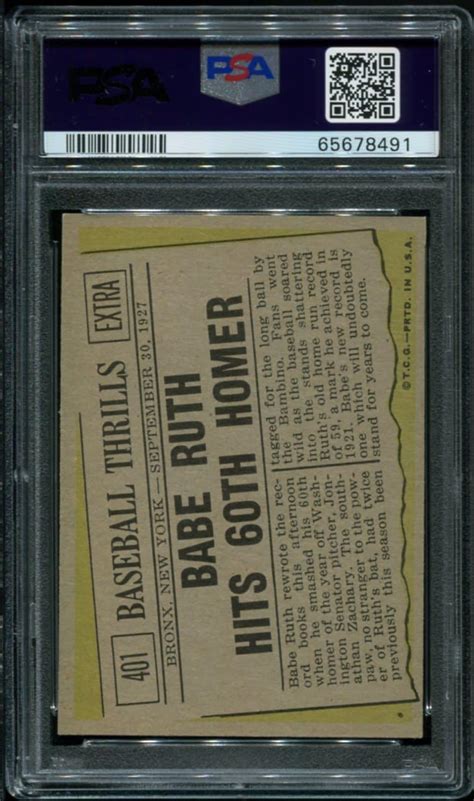 PSA
PSA
65678491
401
BASEBALL THRILLS
EXTRA
BRONX, NEW YORK — SEPTEMBER 30, 1927
BABE RUTH
HITS 60TH HOMER
Babe Ruth rewrote the rec-
ord books this afternoon
when he smashed his 60th
homer of the year off Wash-
ington Senator pitcher, Jon-
athan Zachary. The south-
paw, no stranger to the pow-
er of Ruth's bat, had twice
previously this season been
tagged for the long ball by
the Bambino. Fans went
wild as the baseball soared
into the stands shattering
Ruth's old home run record
of 59, a mark he achieved in
1921. Babe's new record is
one which will undoubtedly
stand for years to come.
© T.C.G.—PRTD. IN U.S.A.